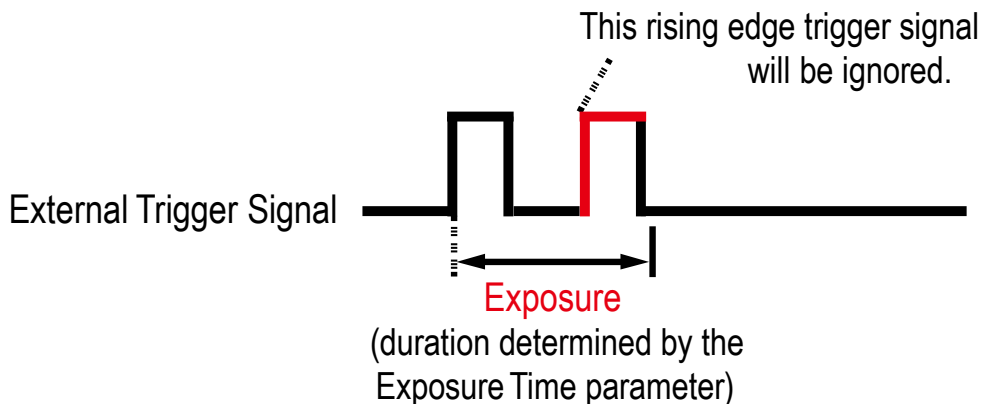 This rising edge trigger signal
will be ignored.
External Trigger Signal
Exposure
(duration determined by the
Exposure Time parameter)